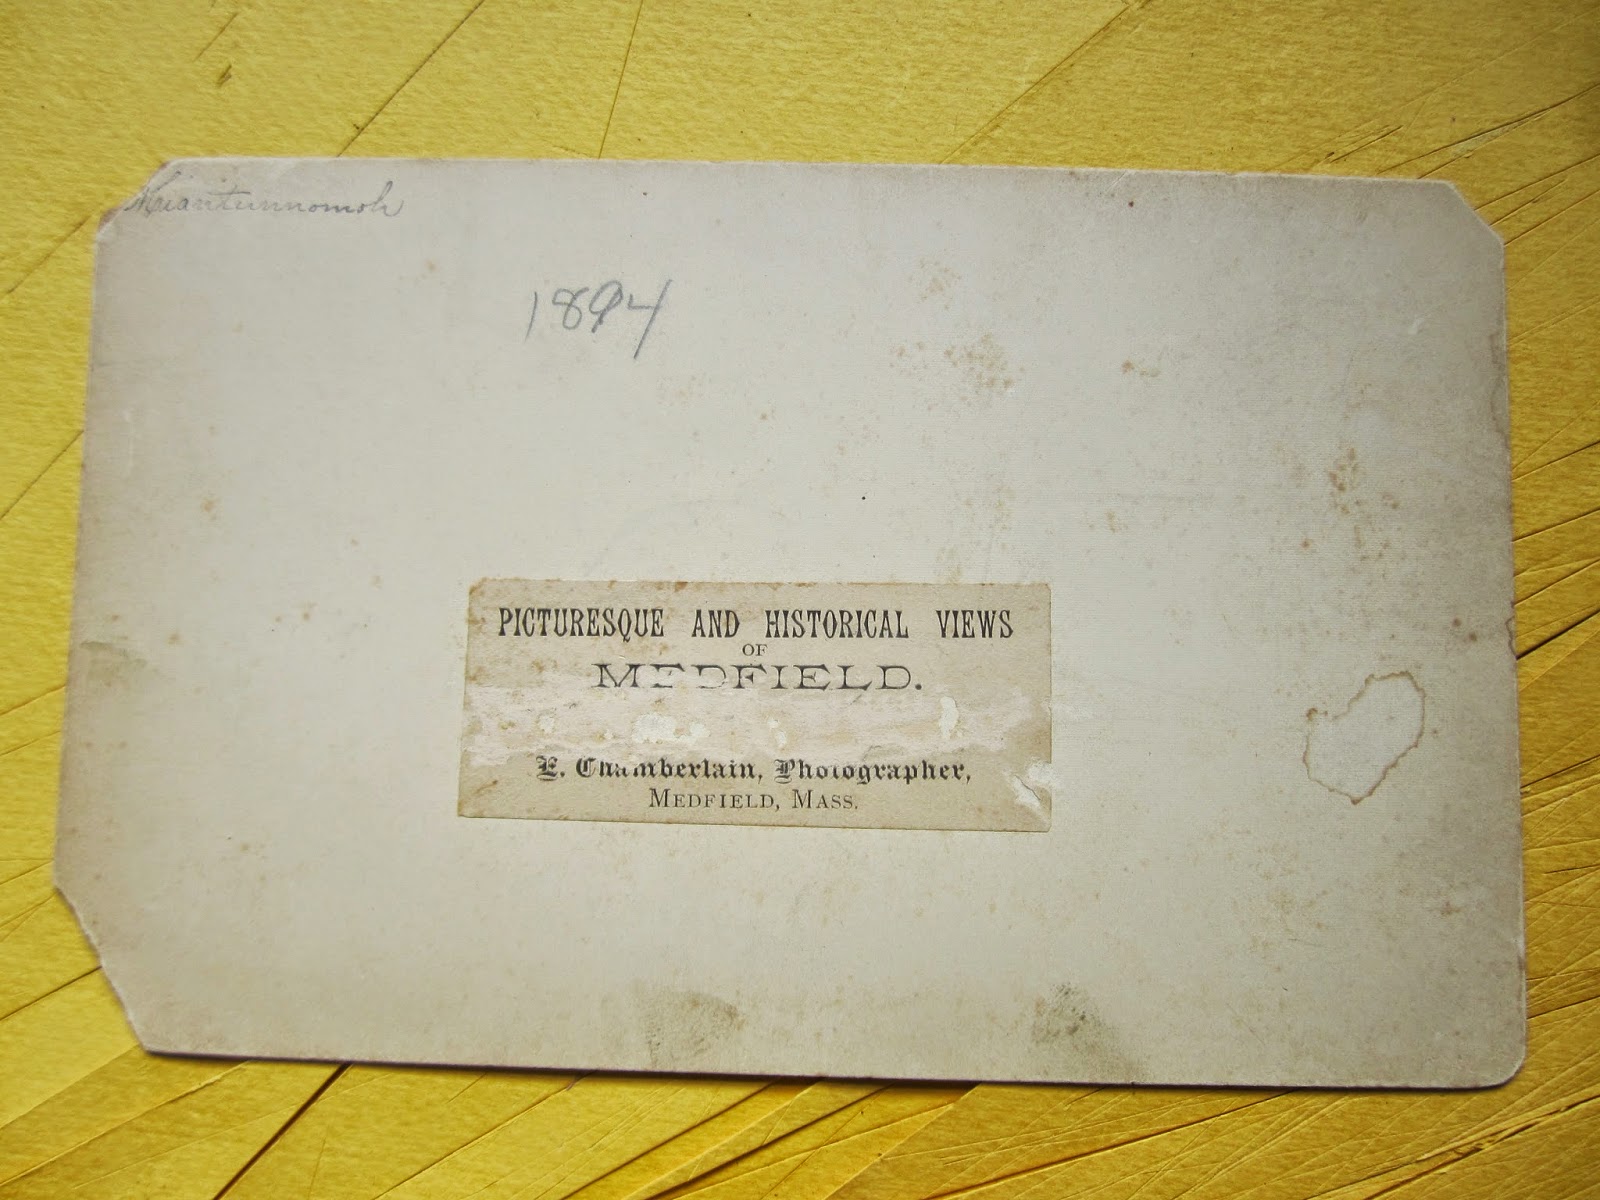 Miantunnomoh
1894
PICTURESQUE AND HISTORICAL VIEWS
OF
MEDFIELD.
E. Chamberlain, Photographer,
MEDFIELD, MASS.